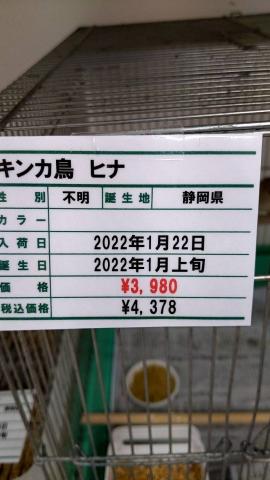 キンカ鳥 ヒナ
性 別 不明 誕生地 静岡県
カラー
入荷日 2022年1月22日
誕生日 2022年1月上旬
価 格 ¥3,980
税込価格 ¥4,378